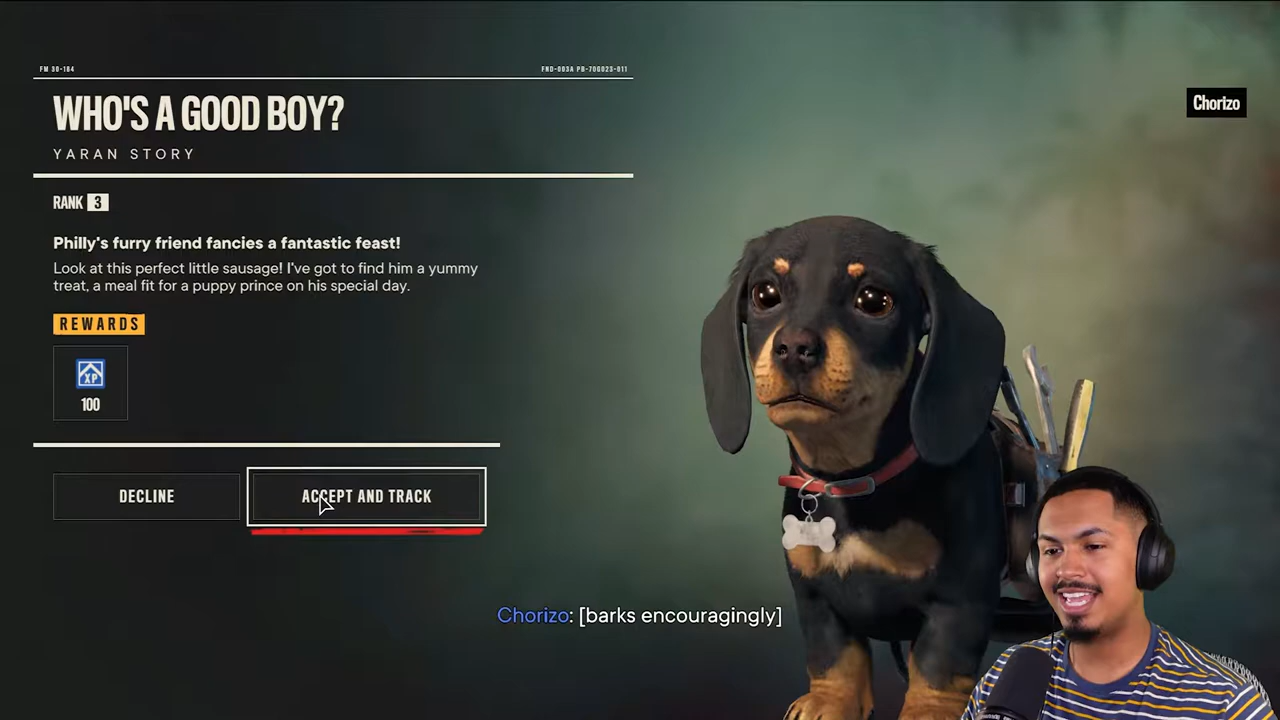 FM 30-164
FND-093A PB-700023-011
WHO'S A GOOD BOY?
Chorizo
YARAN STORY
RANK 3
Philly's furry friend fancies a fantastic feast!
Look at this perfect little sausage! I've got to find him a yummy
treat, a meal fit for a puppy prince on his special day.
REWARDS
XP
100
DECLINE
ACCEPT AND TRACK
Chorizo: [barks encouragingly]